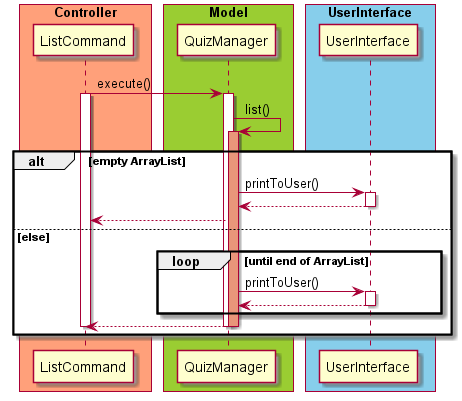 Controller Model UserInterface
ListCommand QuizManager UserInterface
execute()
list()
alt [empty ArrayList]
printToUser()
[else]
loop [until end of ArrayList]
printToUser()
ListCommand QuizManager UserInterface